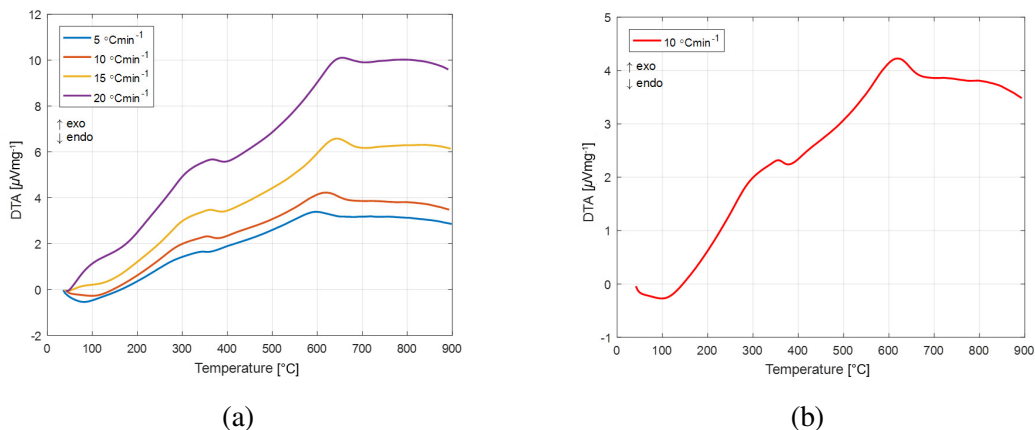 12
10
8
6
4
2
0
-2
DTA [μVmg⁻¹]
5 °Cmin⁻¹
10 °Cmin⁻¹
15 °Cmin⁻¹
20 °Cmin⁻¹
↑ exo
↓ endo
0 100 200 300 400 500 600 700 800 900
Temperature [°C]
(a)
5
4
3
2
1
0
-1
DTA [μVmg⁻¹]
10 °Cmin⁻¹
↑ exo
↓ endo
0 100 200 300 400 500 600 700 800 900
Temperature [°C]
(b)